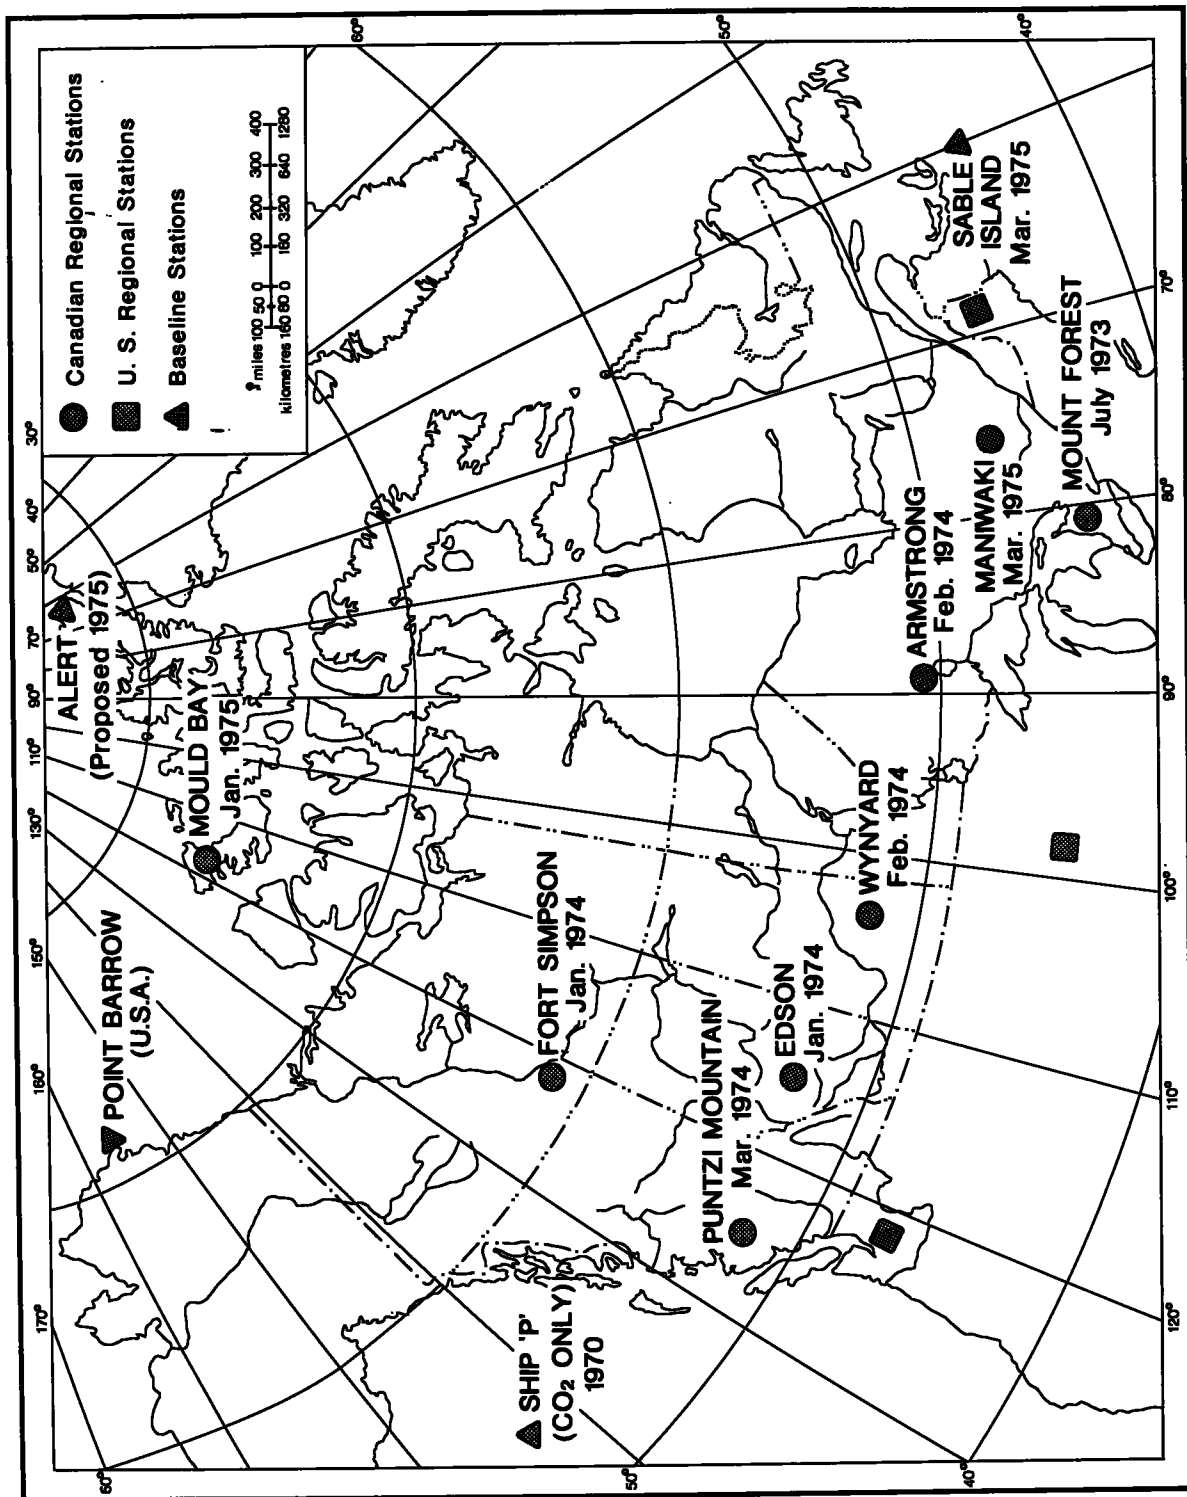 Canadian Regional Stations
U. S. Regional Stations
Baseline Stations
miles 100 50 0 100 200 300 400
kilometres 160 80 0 160 320 640 1280
ALERT
(Proposed 1975)
MOULD BAY
Jan. 1975
POINT BARROW
(U.S.A.)
FORT SIMPSON
Jan. 1974
SHIP 'P'
(CO₂ ONLY)
1970
PUNTZI MOUNTAIN
Mar. 1974
EDSON
Jan. 1974
WYNYARD
Feb. 1974
ARMSTRONG
Feb. 1974
MANIWAKI
Mar. 1975
MOUNT FOREST
July 1973
SABLE
ISLAND
Mar. 1975
170°
160°
150°
130°
110°
90°
70°
50°
40°
30°
60°
50°
40°
60°
50°
40°
120°
110°
100°
90°
80°
70°